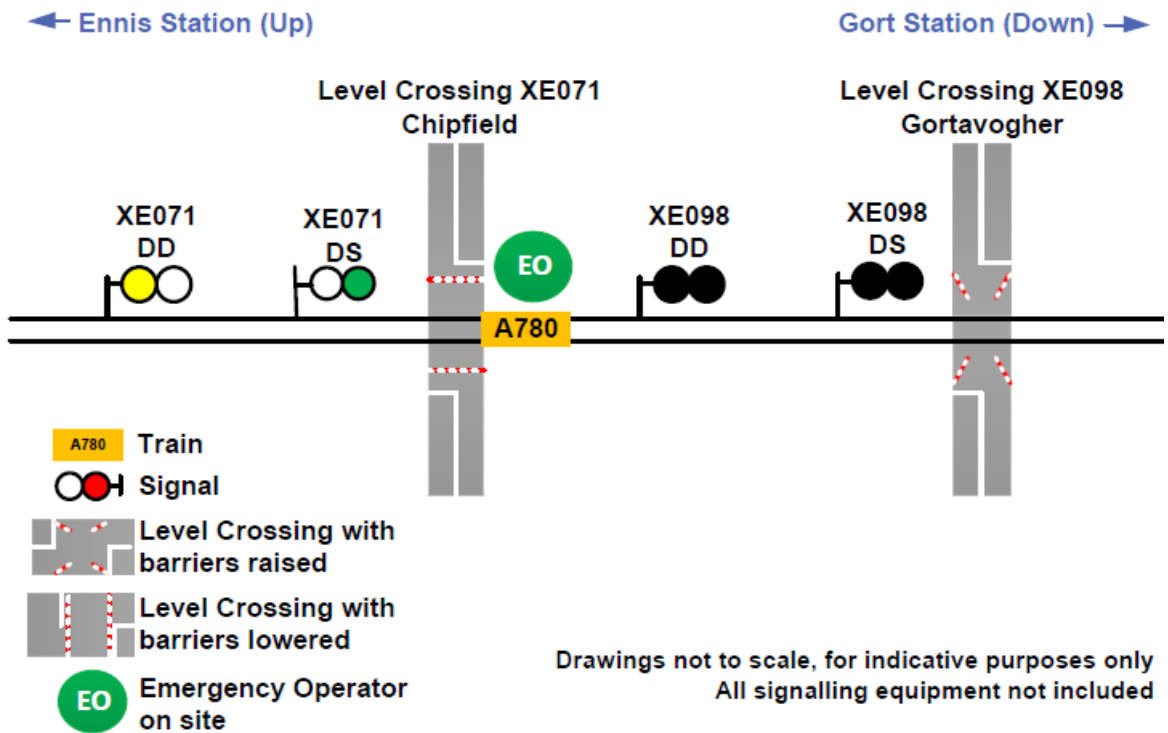 Ennis Station (Up)
Gort Station (Down)
Level Crossing XE071
Chipfield
Level Crossing XE098
Gortavogher
XE071
DD
XE071
DS
EO
XE098
DD
XE098
DS
A780
A780
Train
Signal
Level Crossing with
barriers raised
Level Crossing with
barriers lowered
EO
Emergency Operator
on site
Drawings not to scale, for indicative purposes only
All signalling equipment not included